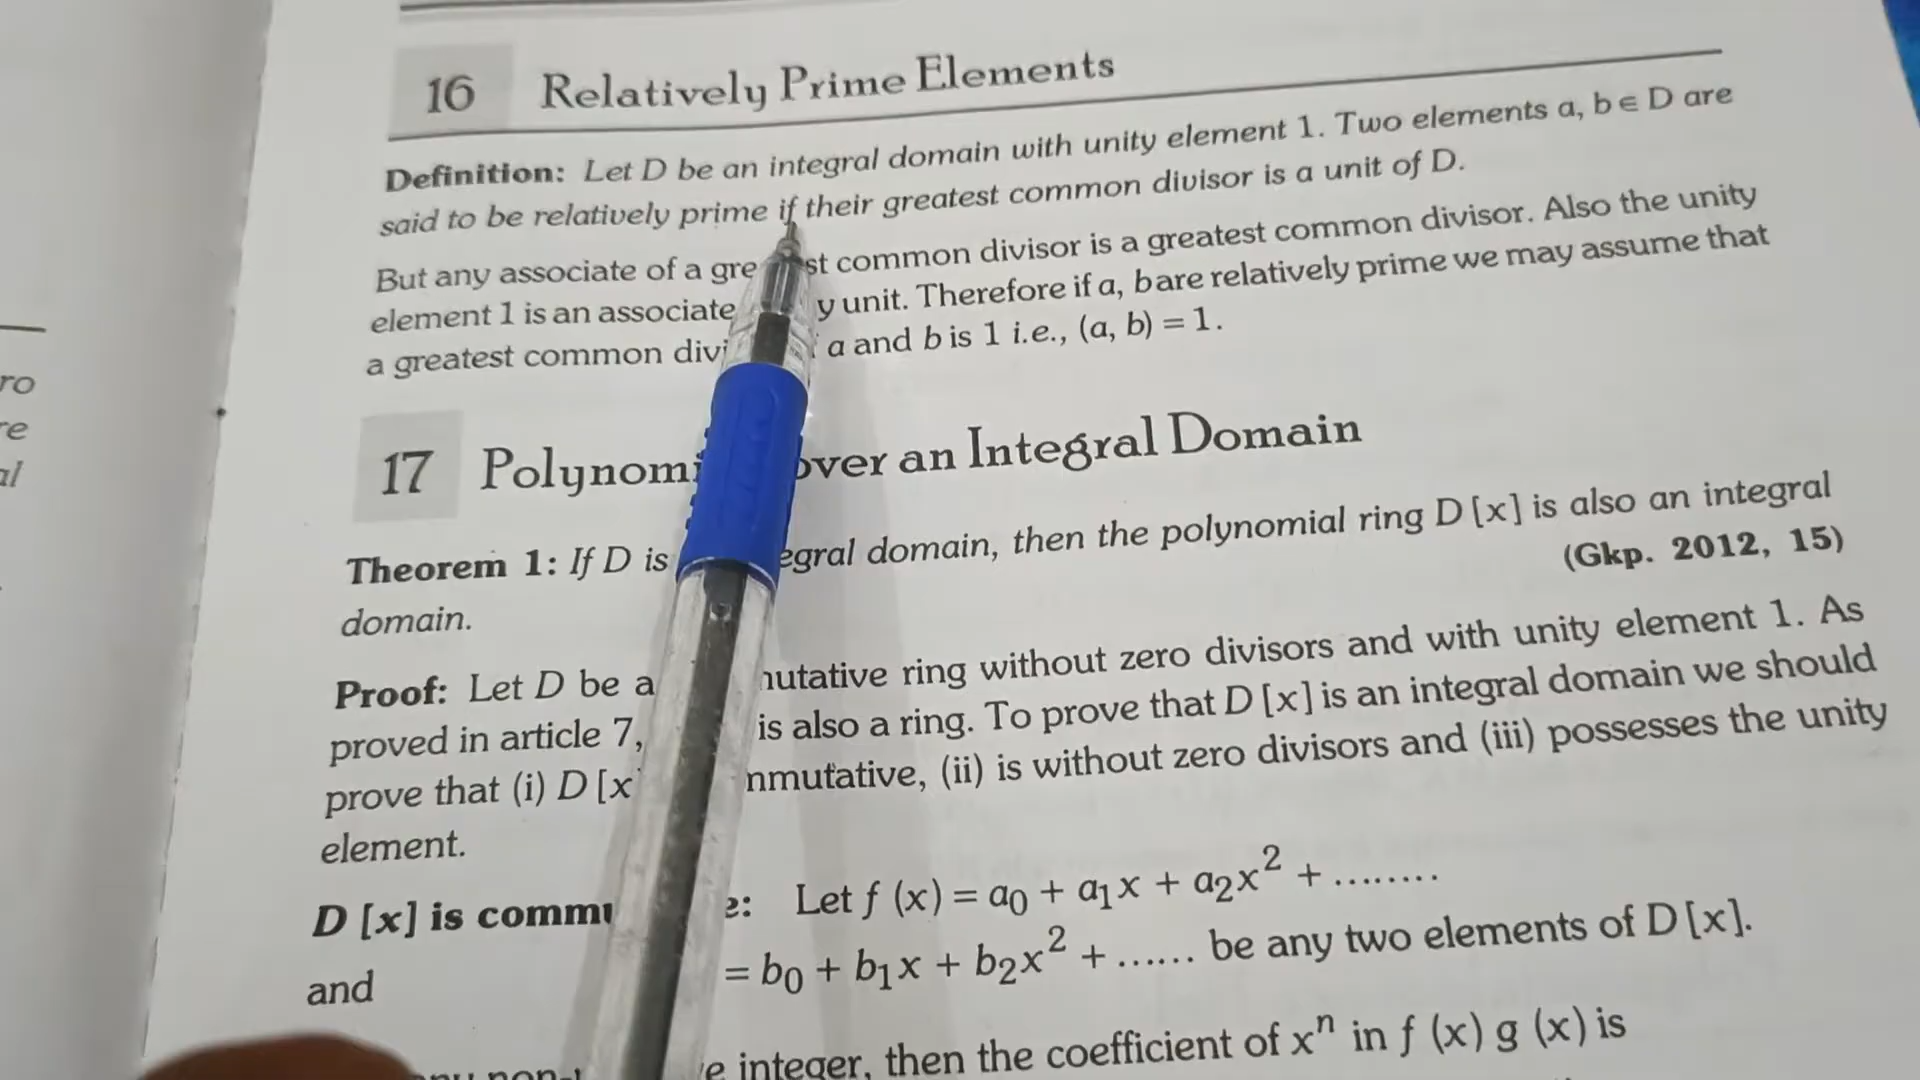 16 Relatively Prime Elements
Definition: Let D be an integral domain with unity element 1. Two elements a, b ∈ D are
said to be relatively prime if their greatest common divisor is a unit of D.
But any associate of a gre st common divisor is a greatest common divisor. Also the unity
element 1 is an associate y unit. Therefore if a, b are relatively prime we may assume that
a greatest common divi a and b is 1 i.e., (a, b) = 1.
17 Polynomi over an Integral Domain
Theorem 1: If D is egral domain, then the polynomial ring D [x] is also an integral
domain. (Gkp. 2012, 15)
Proof: Let D be a mutative ring without zero divisors and with unity element 1. As
proved in article 7, is also a ring. To prove that D [x] is an integral domain we should
prove that (i) D [x] mmutative, (ii) is without zero divisors and (iii) possesses the unity
element.
D [x] is commu e: Let f (x) = a₀ + a₁x + a₂x² + ........
and = b₀ + b₁x + b₂x² + ...... be any two elements of D [x].
e integer, then the coefficient of xⁿ in f (x) g (x) is
ro
re
al